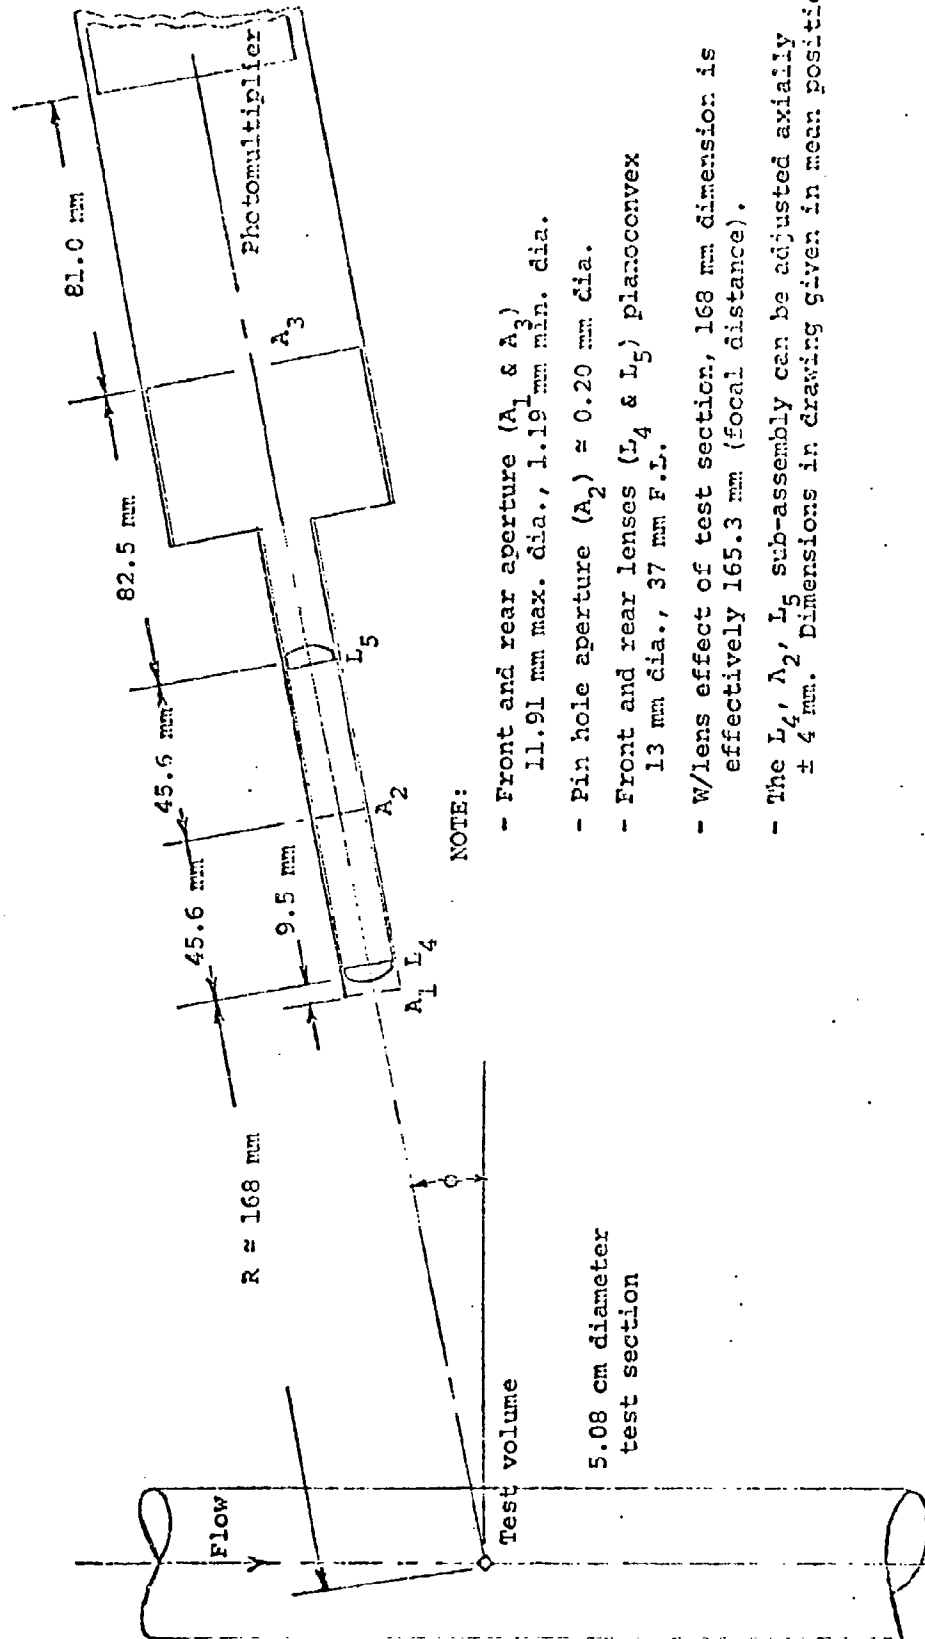 81.0 mm
82.5 mm
45.6 mm
45.6 mm
9.5 mm
R ≈ 168 mm
Photomultiplier
A3
L5
A2
L4
A1
ϕ
Flow
Test volume
5.08 cm diameter
test section
NOTE:
- Front and rear aperture (A1 & A3)
11.91 mm max. dia., 1.19 mm min. dia.
- Pin hole aperture (A2) ≈ 0.20 mm dia.
- Front and rear lenses (L4 & L5) planoconvex
13 mm dia., 37 mm F.L.
- W/lens effect of test section, 168 mm dimension is
effectively 165.3 mm (focal distance).
- The L4, A2, L5 sub-assembly can be adjusted axially
± 4 mm. Dimensions in drawing given in mean